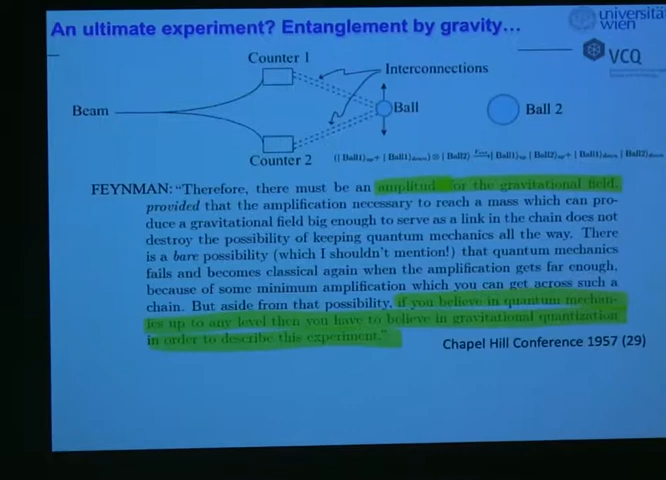 An ultimate experiment? Entanglement by gravity...
universität
wien
VCQ
Counter 1
Interconnections
Beam
Ball
Ball 2
Counter 2
FEYNMAN: "Therefore, there must be an amplitud or the gravitational field,
provided that the amplification necessary to reach a mass which can pro-
duce a gravitational field big enough to serve as a link in the chain does not
destroy the possibility of keeping quantum mechanics all the way. There
is a bare possibility (which I shouldn't mention!) that quantum mechanics
fails and becomes classical again when the amplification gets far enough,
because of some minimum amplification which you can get across such a
chain. But aside from that possibility, if you believe in quantum mechan-
ics up to any level then you have to believe in gravitational quantization
in order to describe this experiment."
Chapel Hill Conference 1957 (29)